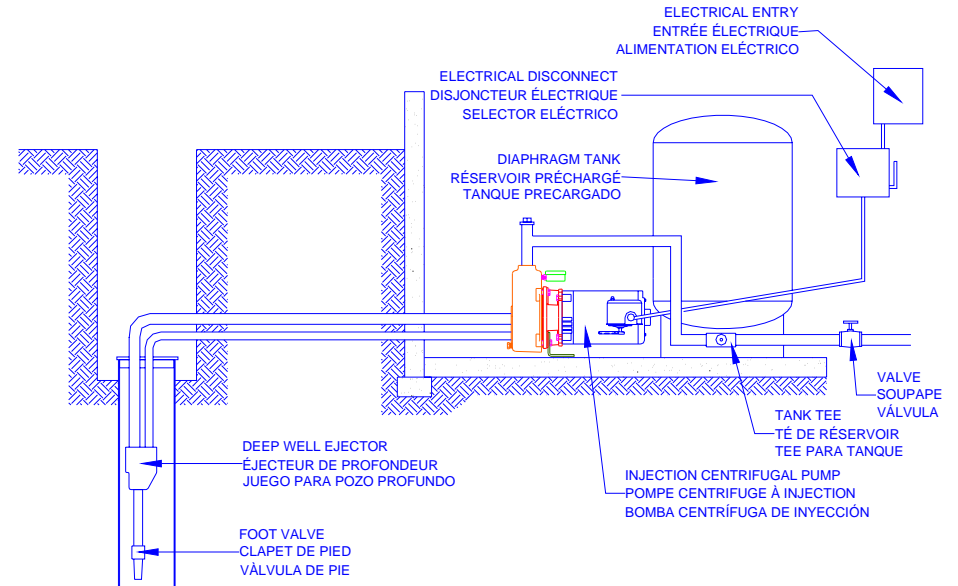 ELECTRICAL ENTRY
ENTRÉE ÉLECTRIQUE
ALIMENTATION ELÉCTRICO
ELECTRICAL DISCONNECT
DISJONCTEUR ÉLECTRIQUE
SELECTOR ELÉCTRICO
DIAPHRAGM TANK
RÉSERVOIR PRÉCHARGÉ
TANQUE PRECARGADO
VALVE
SOUPAPE
VÁLVULA
TANK TEE
TÉ DE RÉSERVOIR
TEE PARA TANQUE
DEEP WELL EJECTOR
ÉJECTEUR DE PROFONDEUR
JUEGO PARA POZO PROFUNDO
INJECTION CENTRIFUGAL PUMP
POMPE CENTRIFUGE À INJECTION
BOMBA CENTRÍFUGA DE INYECCIÓN
FOOT VALVE
CLAPET DE PIED
VÀLVULA DE PIE